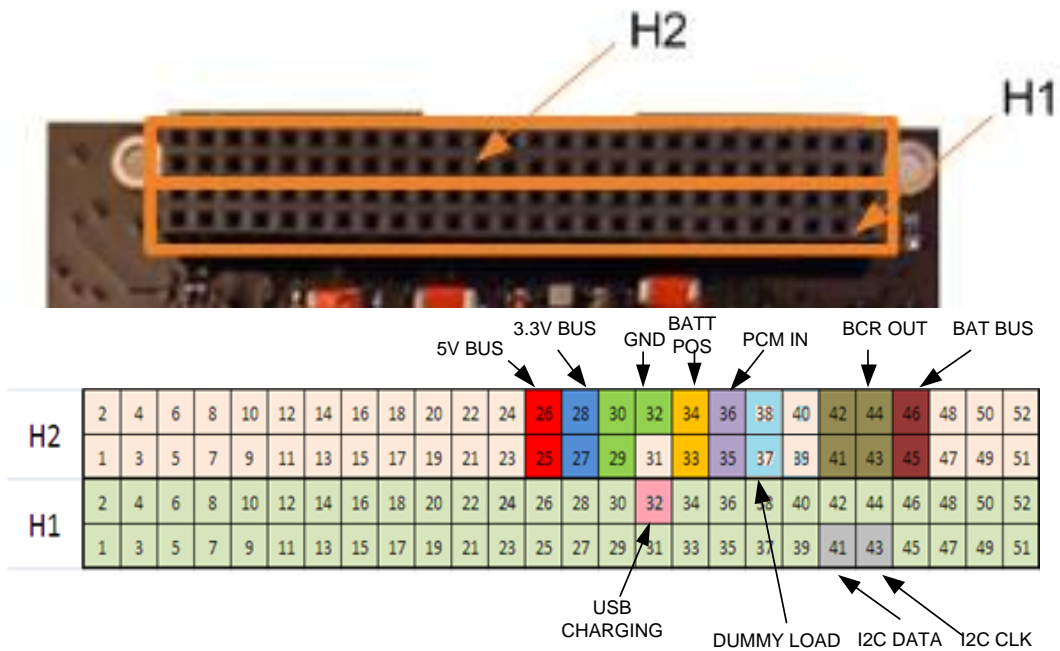 H2
H1
3.3V BUS
BATT
POS
GND
PCM IN
BCR OUT
BAT BUS
5V BUS
2 4 6 8 10 12 14 16 18 20 22 24 26 28 30 32 34 36 38 40 42 44 46 48 50 52
H2
1 3 5 7 9 11 13 15 17 19 21 23 25 27 29 31 33 35 37 39 41 43 45 47 49 51
2 4 6 8 10 12 14 16 18 20 22 24 26 28 30 32 34 36 38 40 42 44 46 48 50 52
H1
1 3 5 7 9 11 13 15 17 19 21 23 25 27 29 31 33 35 37 39 41 43 45 47 49 51
USB
CHARGING
DUMMY LOAD
I2C DATA
I2C CLK